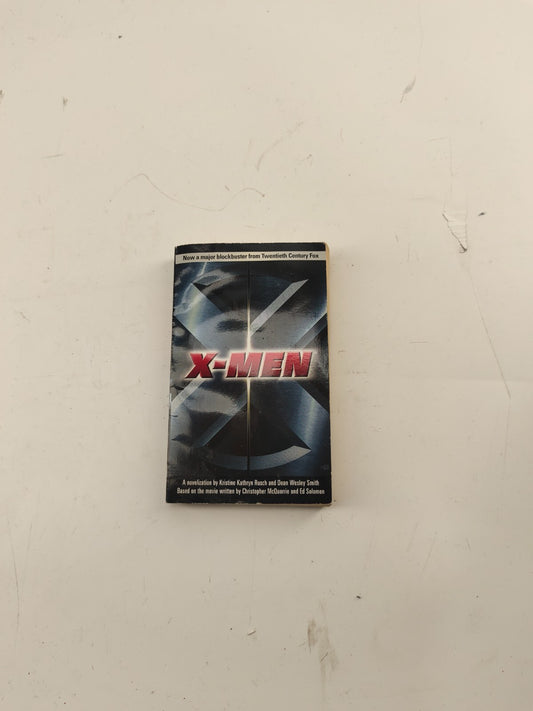 Now a major blockbuster from Twentieth Century Fox
X-MEN
A novelization by Kristine Kathryn Rusch and Dean Wesley Smith
Based on the movie written by Christopher McQuarrie and Ed Solomon